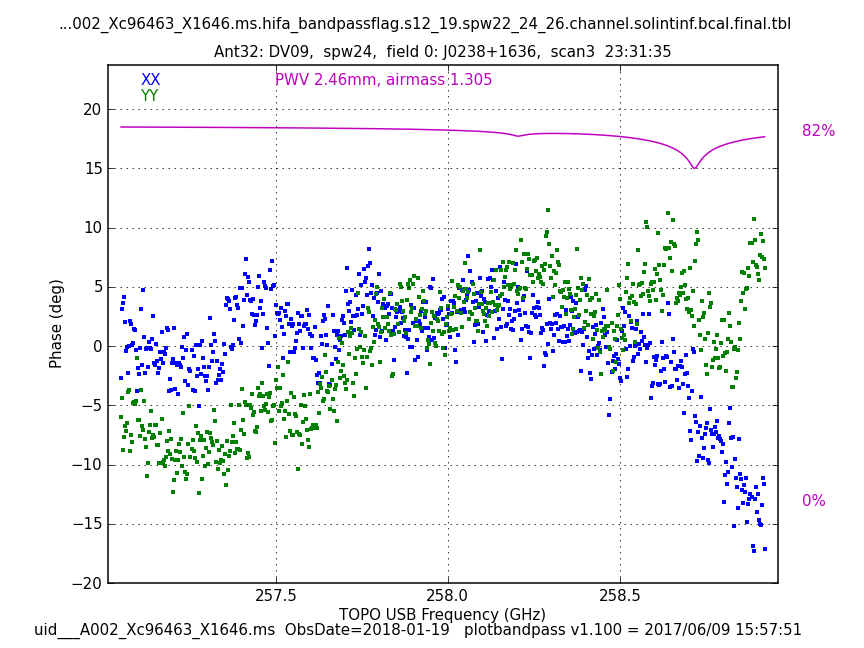 ...002_Xc96463_X1646.ms.hifa_bandpassflag.s12_19.spw22_24_26.channel.solintinf.bcal.final.tbl
Ant32: DV09, spw24, field 0: J0238+1636, scan3 23:31:35
XX
PWV 2.46mm, airmass 1.305
YY
20
82%
15
10
5
0
−5
−10
−15
−20
0%
Phase (deg)
257.5
258.0
258.5
TOPO USB Frequency (GHz)
uid___A002_Xc96463_X1646.ms ObsDate=2018-01-19 plotbandpass v1.100 = 2017/06/09 15:57:51